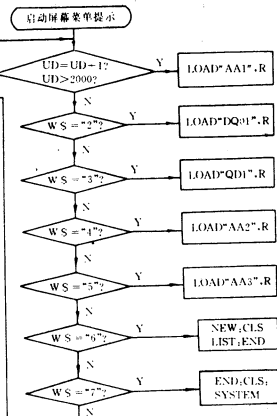 启动屏幕菜单提示
UD=UD+1?
UD>2000?
Y
LOAD"AA1",R
N
W$="2"?
Y
LOAD"DQ01",R
N
W$="3"?
Y
LOAD"QD1",R
N
W$="4"?
Y
LOAD"AA2",R
N
W$="5"?
Y
LOAD"AA3",R
N
W$="6"?
Y
NEW:CLS
LIST:END
N
W$="7"?
Y
END:CLS:
SYSTEM
N